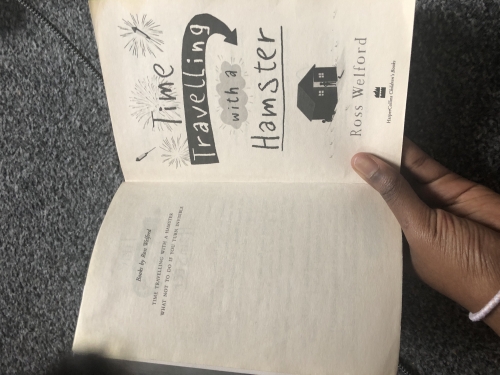 Books by Ross Welford
TIME TRAVELLING WITH A HAMSTER
WHAT NOT TO DO IF YOU TURN INVISIBLE
Time
Travelling
with a
Hamster
Ross Welford
HarperCollins Children's Books